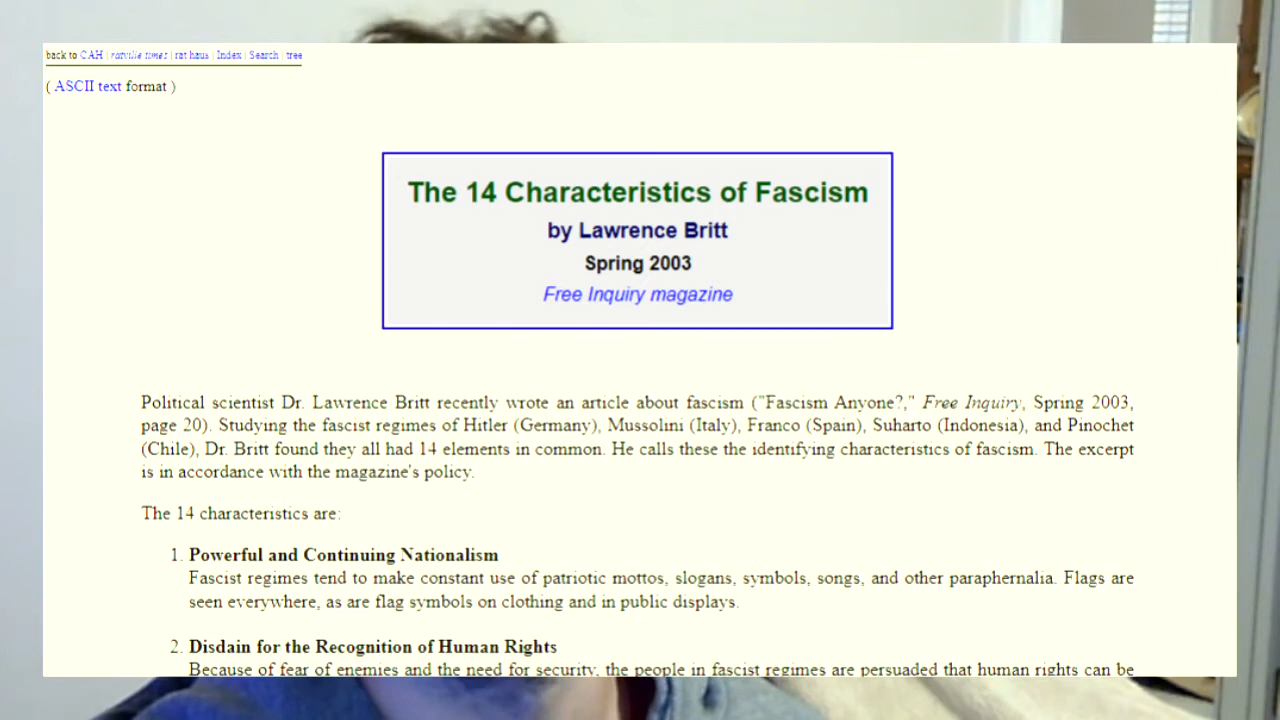 back to CAH | ratville times | rat haus | Index | Search | tree
( ASCII text format )
The 14 Characteristics of Fascism
by Lawrence Britt
Spring 2003
Free Inquiry magazine
Political scientist Dr. Lawrence Britt recently wrote an article about fascism ("Fascism Anyone?," Free Inquiry, Spring 2003,
page 20). Studying the fascist regimes of Hitler (Germany), Mussolini (Italy), Franco (Spain), Suharto (Indonesia), and Pinochet
(Chile), Dr. Britt found they all had 14 elements in common. He calls these the identifying characteristics of fascism. The excerpt
is in accordance with the magazine's policy.
The 14 characteristics are:
1. Powerful and Continuing Nationalism
Fascist regimes tend to make constant use of patriotic mottos, slogans, symbols, songs, and other paraphernalia. Flags are
seen everywhere, as are flag symbols on clothing and in public displays.
2. Disdain for the Recognition of Human Rights
Because of fear of enemies and the need for security, the people in fascist regimes are persuaded that human rights can be